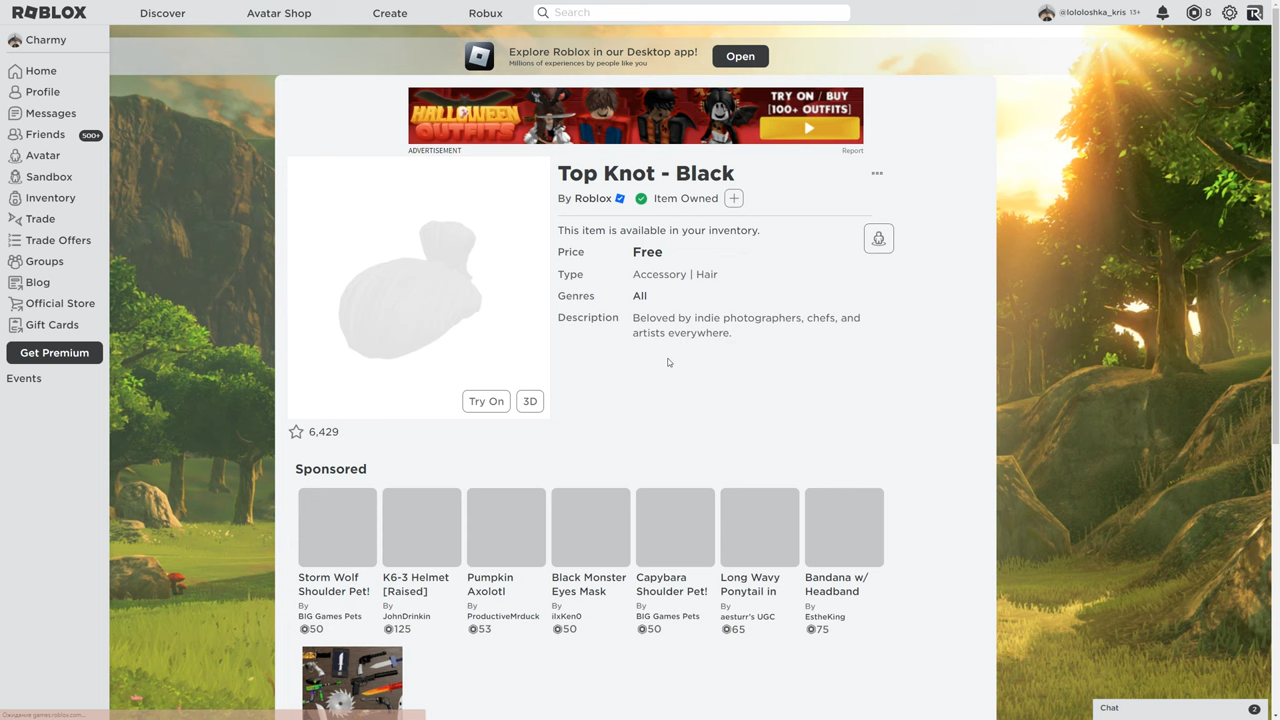 ROBLOX
Discover
Avatar Shop
Create
Robux
Search
@lololoshka_kris 13+
8
Charmy
Home
Profile
Messages
Friends
500+
Avatar
Sandbox
Inventory
Trade
Trade Offers
Groups
Blog
Official Store
Gift Cards
Get Premium
Events
Explore Roblox in our Desktop app!
Millions of experiences by people like you
Open
HALLOWEEN
OUTFITS
TRY ON / BUY
[100+ OUTFITS]
ADVERTISEMENT
Report
Top Knot - Black
By Roblox
Item Owned
This item is available in your inventory.
Price
Free
Type
Accessory | Hair
Genres
All
Description
Beloved by indie photographers, chefs, and
artists everywhere.
Try On
3D
6,429
Sponsored
Storm Wolf
Shoulder Pet!
By
BIG Games Pets
50
K6-3 Helmet
[Raised]
By
JohnDrinkin
125
Pumpkin
Axolotl
By
ProductiveMrduck
53
Black Monster
Eyes Mask
By
ilxKen0
50
Capybara
Shoulder Pet!
By
BIG Games Pets
50
Long Wavy
Ponytail in
By
aesturr's UGC
65
Bandana w/
Headband
By
EstheKing
75
Ожидание games.roblox.com...
Chat
2